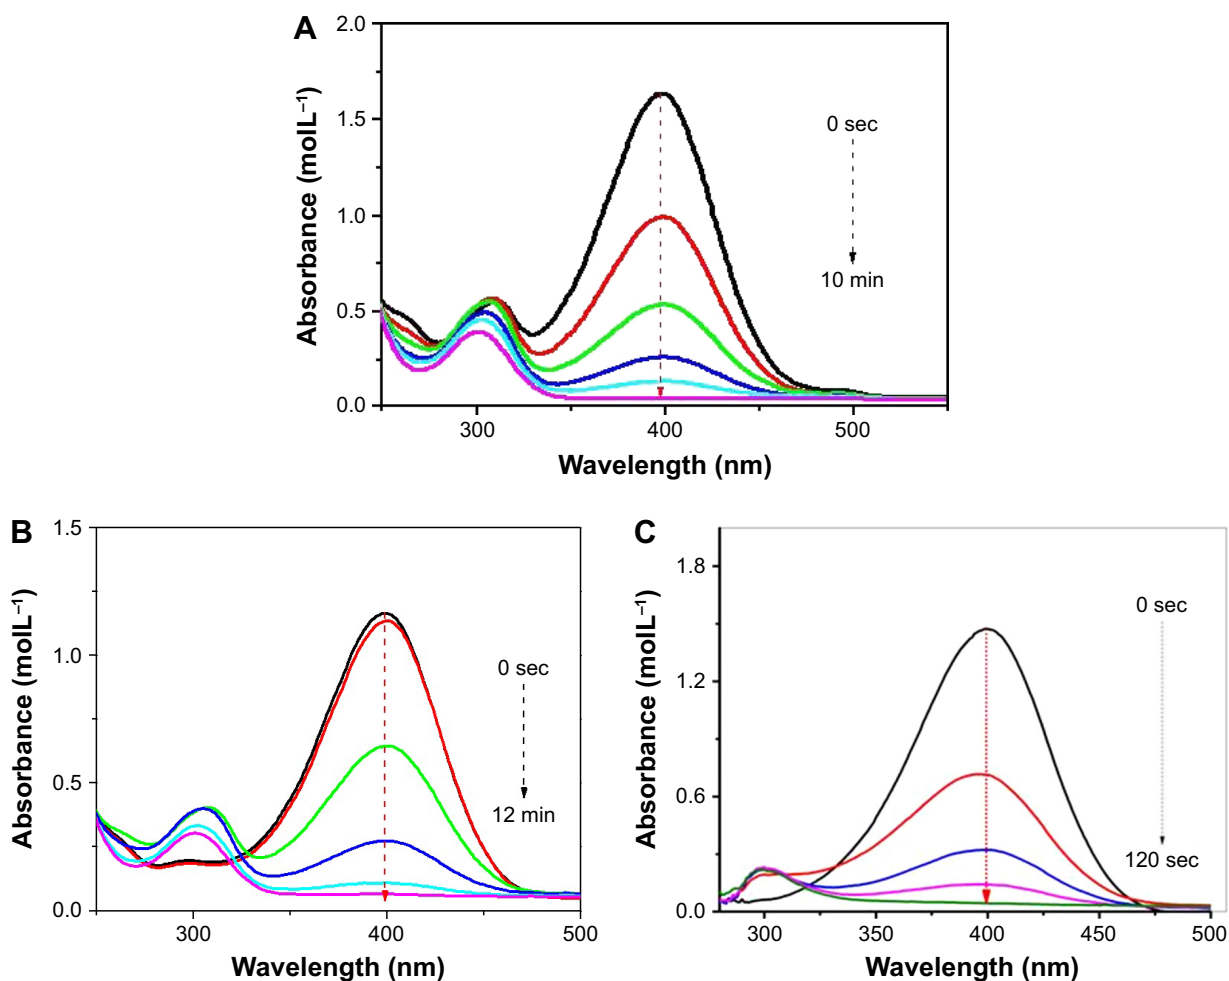 A
2.0
1.5
1.0
0.5
0.0
Absorbance (molL⁻¹)
0 sec
10 min
300
400
500
Wavelength (nm)
B
1.5
1.0
0.5
0.0
Absorbance (molL⁻¹)
0 sec
12 min
300
400
500
Wavelength (nm)
C
1.8
1.2
0.6
0.0
Absorbance (molL⁻¹)
0 sec
120 sec
300
350
400
450
500
Wavelength (nm)